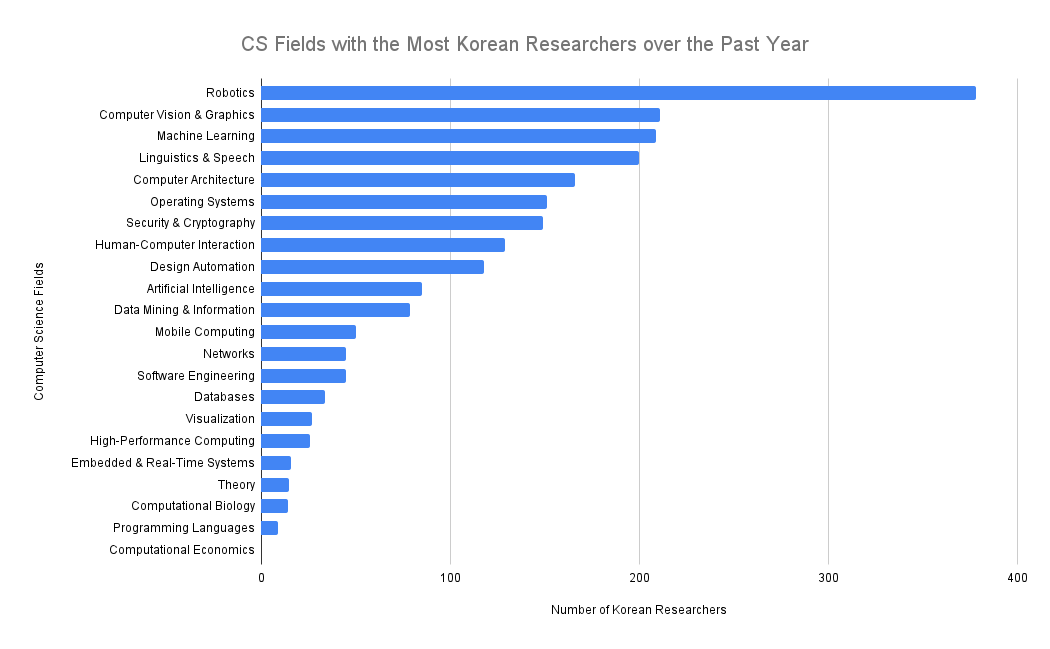 CS Fields with the Most Korean Researchers over the Past Year
Computer Science Fields
Robotics
Computer Vision & Graphics
Machine Learning
Linguistics & Speech
Computer Architecture
Operating Systems
Security & Cryptography
Human-Computer Interaction
Design Automation
Artificial Intelligence
Data Mining & Information
Mobile Computing
Networks
Software Engineering
Databases
Visualization
High-Performance Computing
Embedded & Real-Time Systems
Theory
Computational Biology
Programming Languages
Computational Economics
0 100 200 300 400
Number of Korean Researchers